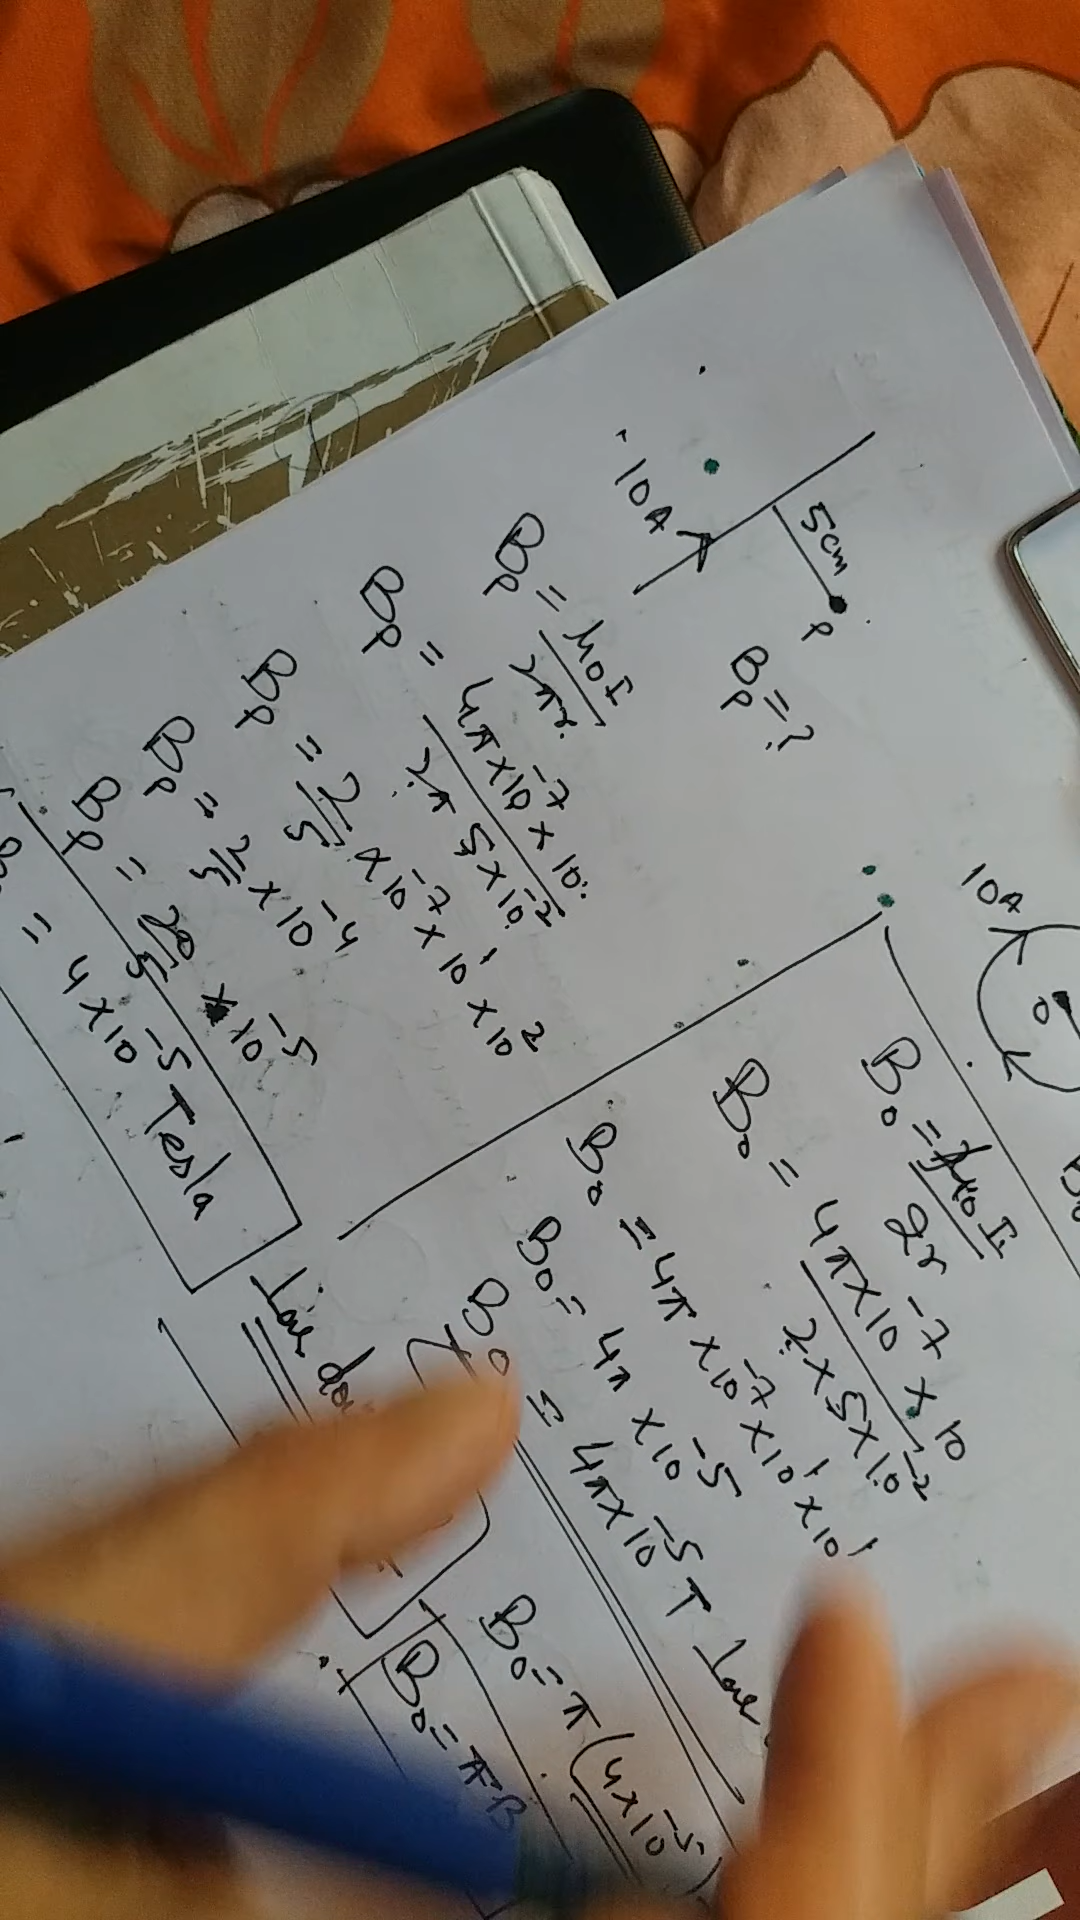 10A
5cm
P
Bp = ?
Bp = μ0I / 2πr
Bp = 4π×10^-7 × 10 / 2π 5×10^-2
Bp = 2/5 × 10^-7 × 10^1 × 10^2
Bp = 2/5 × 10^-4
Bp = 20/5 × 10^-5
= 4×10^-5 Tesla
10A
O
B0 = μ0I / 2r
B0 = 4π×10^-7 × 10 / 2×5×10^-2
B0 = 4π×10^-7×10^1×10^1
B0 = 4π×10^-5
B0 = 4π×10^-5 T
B0 = π(4×10^-5)
B0 = π B